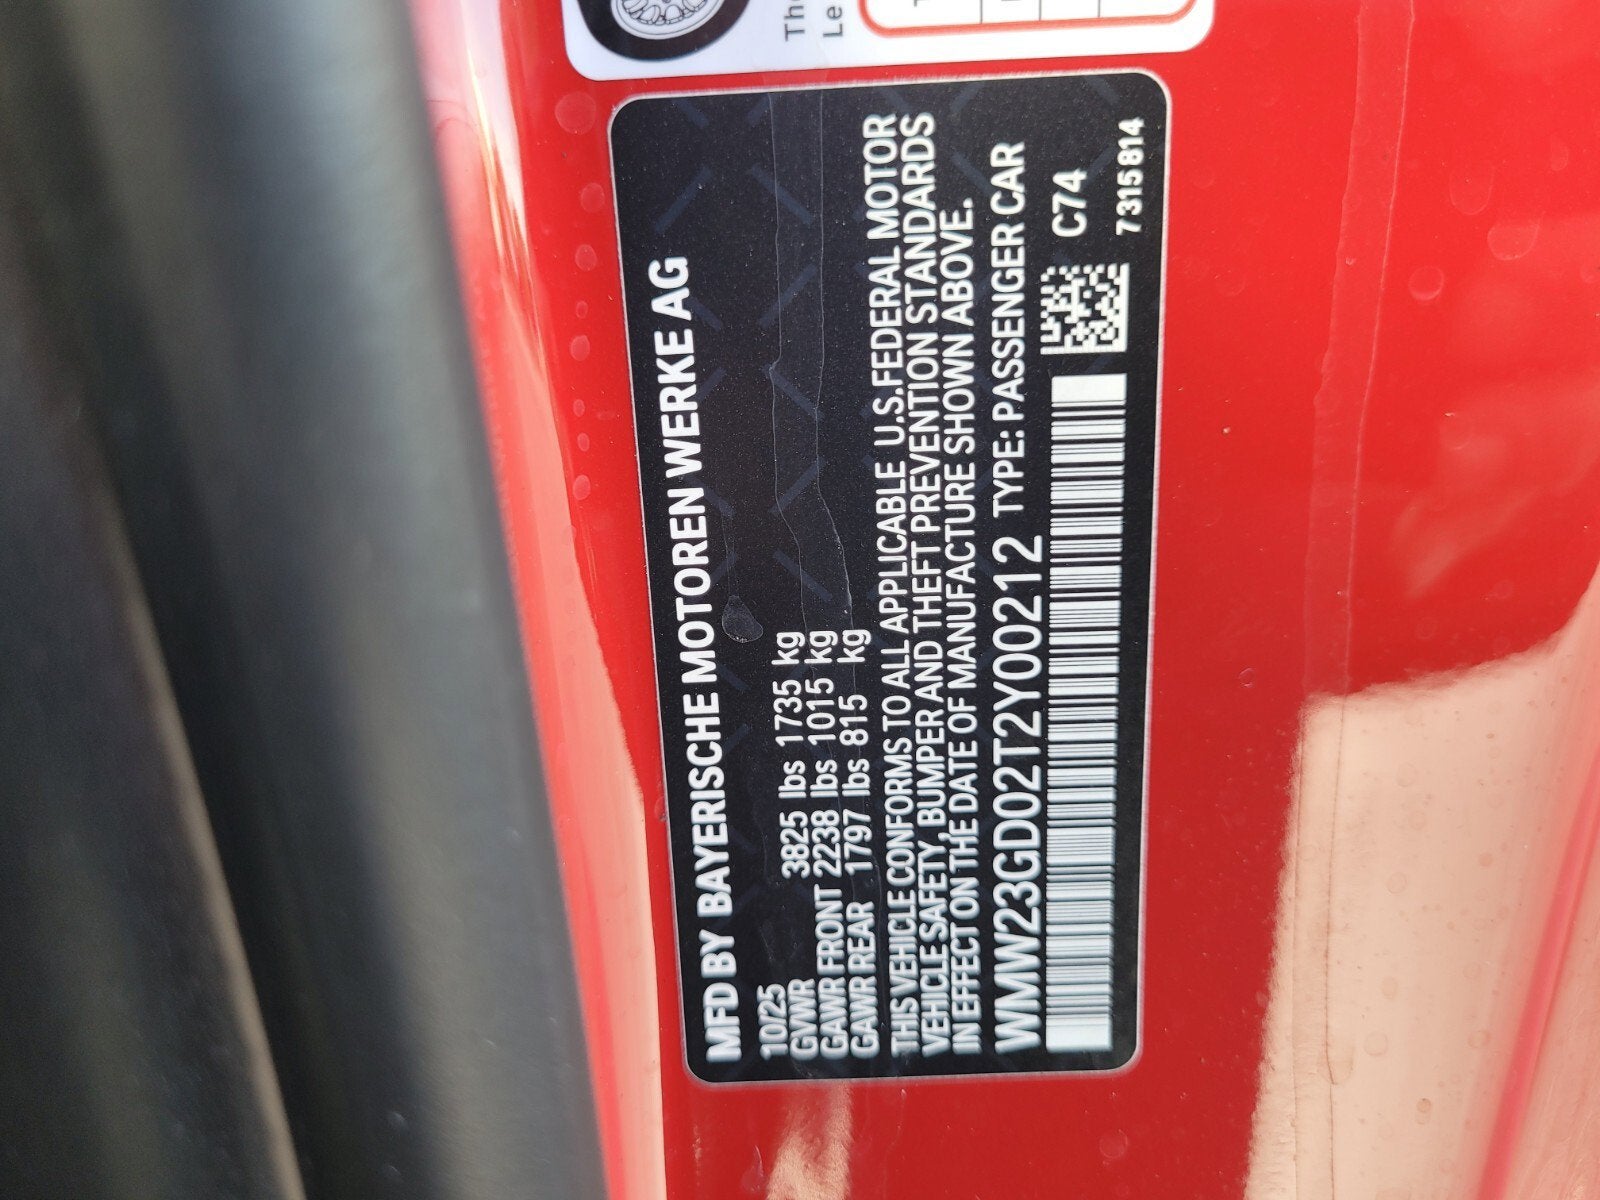 MFD BY BAYERISCHE MOTOREN WERKE AG
10/25
GVWR 3825 lbs 1735 kg
GAWR FRONT 2238 lbs 1015 kg
GAWR REAR 1797 lbs 815 kg
THIS VEHICLE CONFORMS TO ALL APPLICABLE U.S. FEDERAL MOTOR
VEHICLE SAFETY, BUMPER AND THEFT PREVENTION STANDARDS
IN EFFECT ON THE DATE OF MANUFACTURE SHOWN ABOVE.
WMW23GD02T2Y00212 TYPE: PASSENGER CAR
C74
7315814